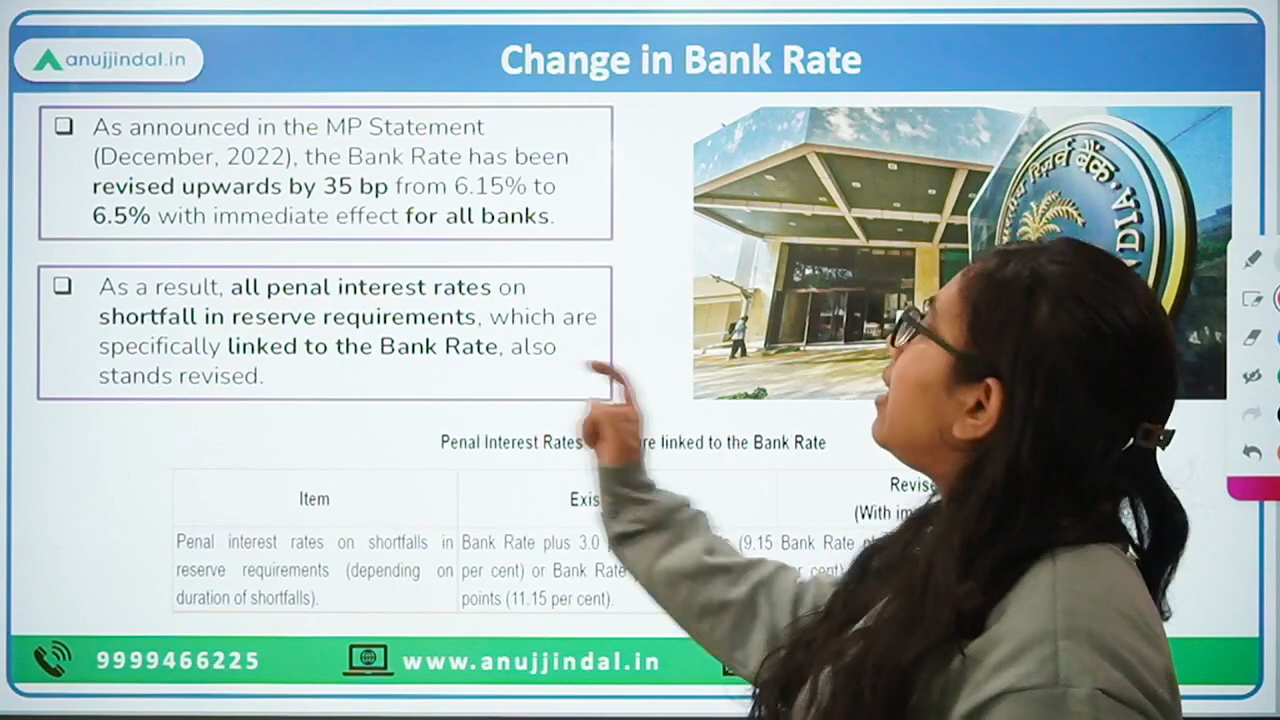 anujjindal.in
Change in Bank Rate
❑ As announced in the MP Statement
(December, 2022), the Bank Rate has been
revised upwards by 35 bp from 6.15% to
6.5% with immediate effect for all banks.
❑ As a result, all penal interest rates on
shortfall in reserve requirements, which are
specifically linked to the Bank Rate, also
stands revised.
रिज़र्व बैंक
Penal Interest Rates linked to the Bank Rate
Item
Penal interest rates on shortfalls in
reserve requirements (depending on
duration of shortfalls).
Bank Rate plus 3.0 (9.15
per cent) or Bank Rate
points (11.15 per cent).
(With
Bank Rate
9999466225
www.anujjindal.in